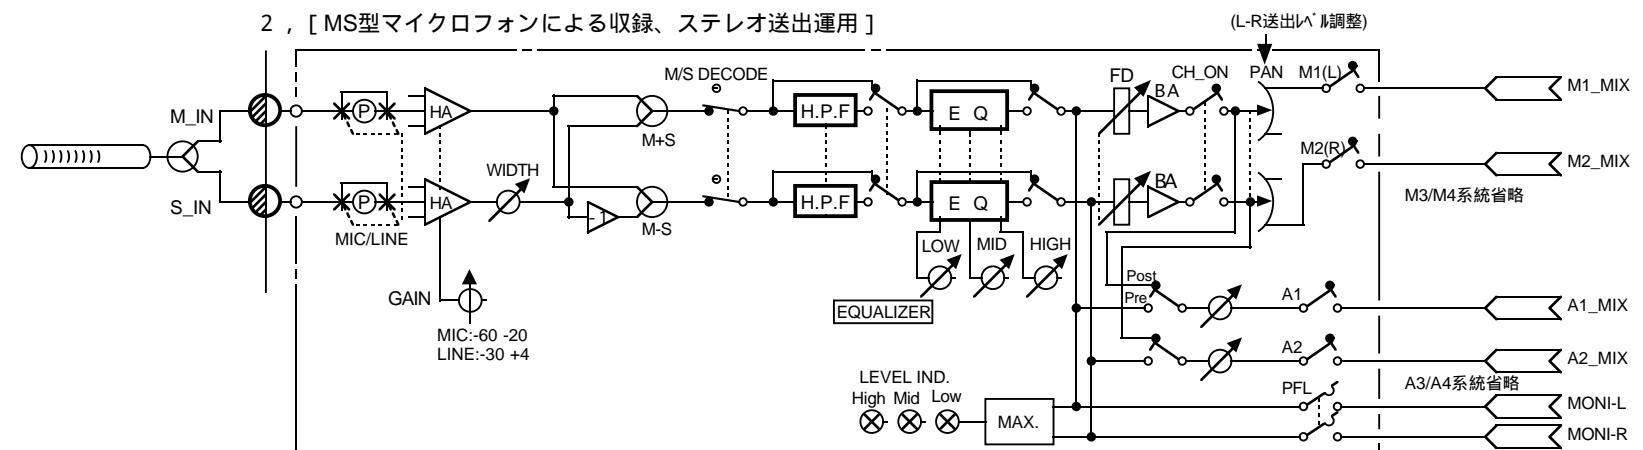 ２，[ MS型マイクロフォンによる収録、ステレオ送出運用 ]
(L-R送出ﾚﾍﾞﾙ調整)
M/S DECODE
FD
CH_ON
PAN
M1(L)
M1_MIX
M_IN
P
HA
H.P.F
E Q
BA
M+S
WIDTH
M2(R)
M2_MIX
S_IN
P
HA
-1
M-S
H.P.F
E Q
BA
M3/M4系統省略
MIC/LINE
LOW
MID
HIGH
GAIN
EQUALIZER
Post
Pre
A1
A1_MIX
MIC:-60 -20
LINE:-30 +4
A2
A2_MIX
LEVEL IND.
High Mid Low
PFL
A3/A4系統省略
MAX.
MONI-L
MONI-R